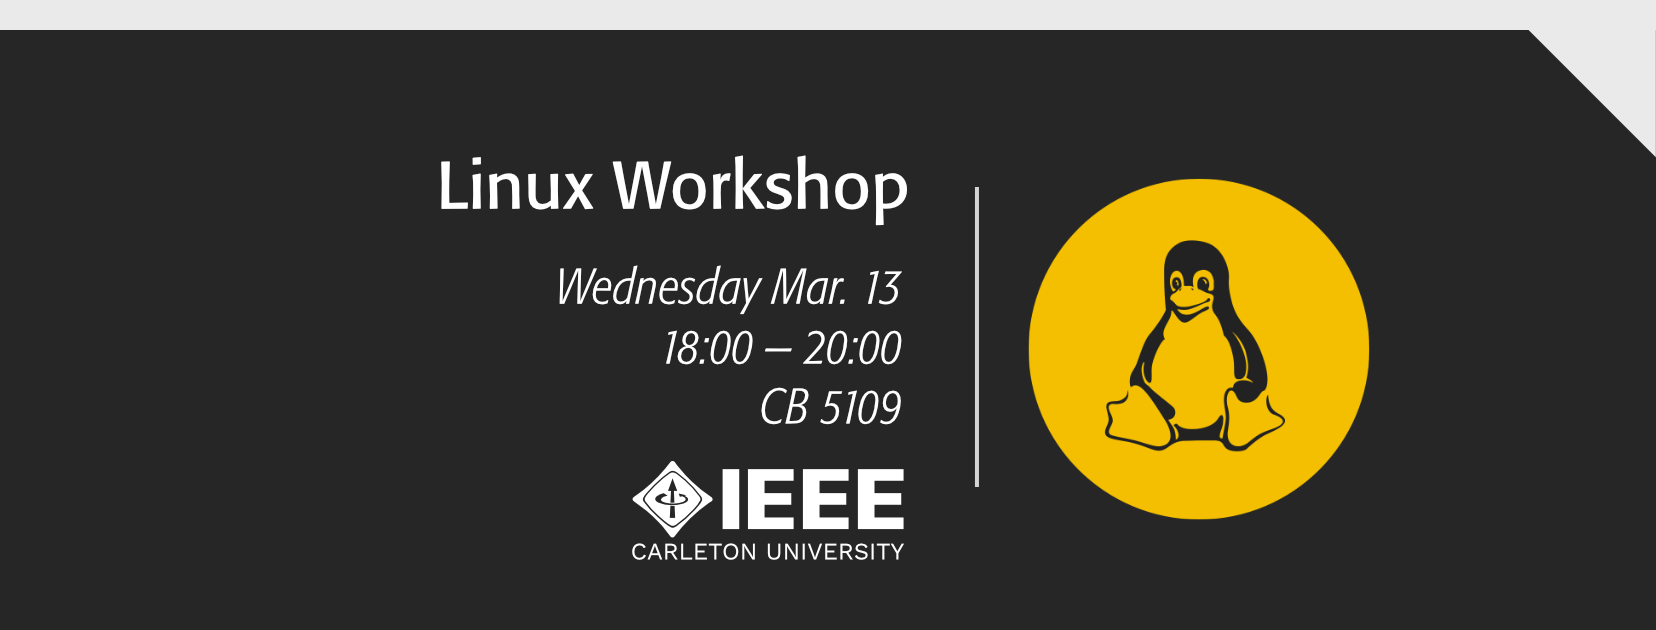 Linux Workshop
Wednesday Mar. 13
18:00 – 20:00
CB 5109
IEEE
CARLETON UNIVERSITY